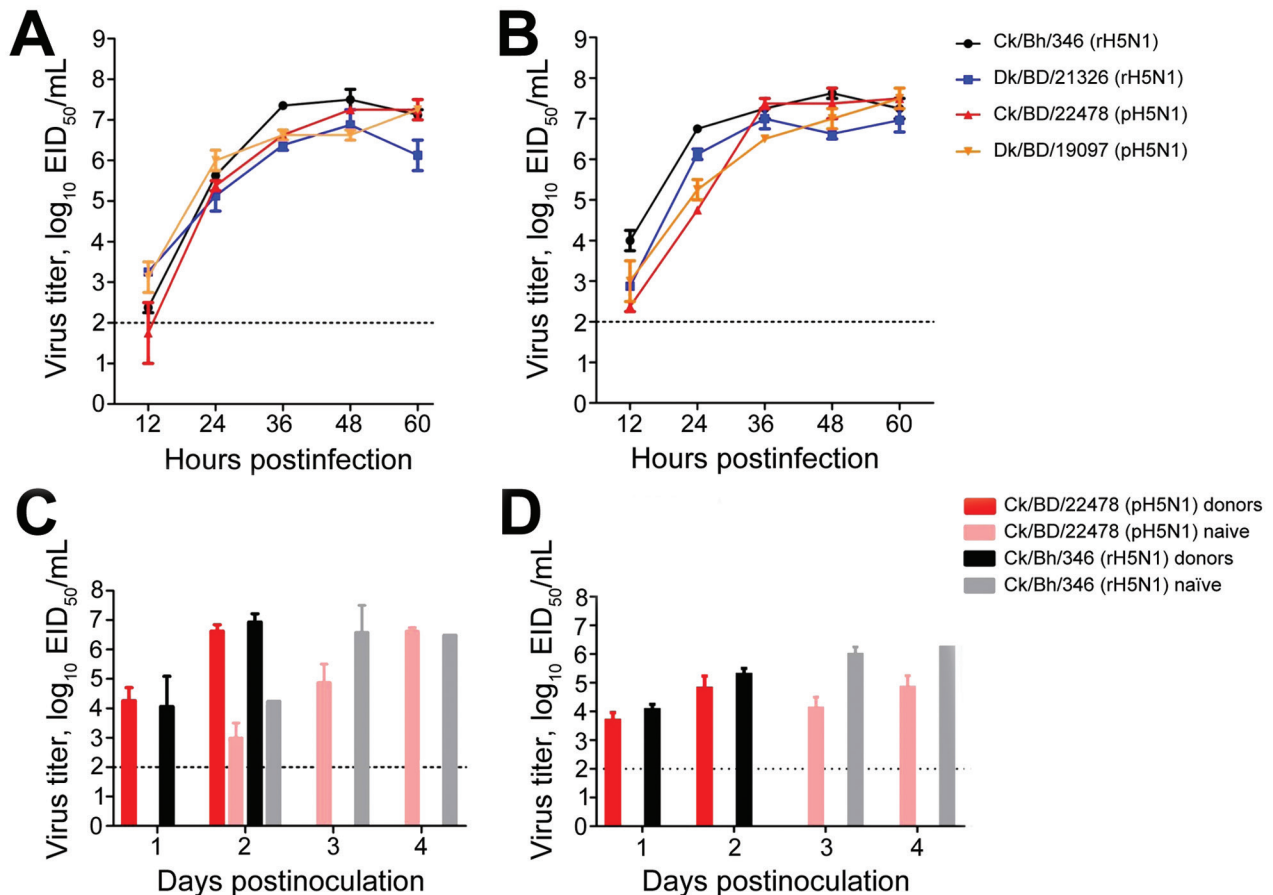 A
Virus titer, log10 EID50/mL
9
8
7
6
5
4
3
2
1
0
12 24 36 48 60
Hours postinfection
B
Virus titer, log10 EID50/mL
9
8
7
6
5
4
3
2
1
0
12 24 36 48 60
Hours postinfection
Ck/Bh/346 (rH5N1)
Dk/BD/21326 (rH5N1)
Ck/BD/22478 (pH5N1)
Dk/BD/19097 (pH5N1)
C
Virus titer, log10 EID50/mL
8
7
6
5
4
3
2
1
0
1 2 3 4
Days postinoculation
D
Virus titer, log10 EID50/mL
8
7
6
5
4
3
2
1
0
1 2 3 4
Days postinoculation
Ck/BD/22478 (pH5N1) donors
Ck/BD/22478 (pH5N1) naive
Ck/Bh/346 (rH5N1) donors
Ck/Bh/346 (rH5N1) naïve